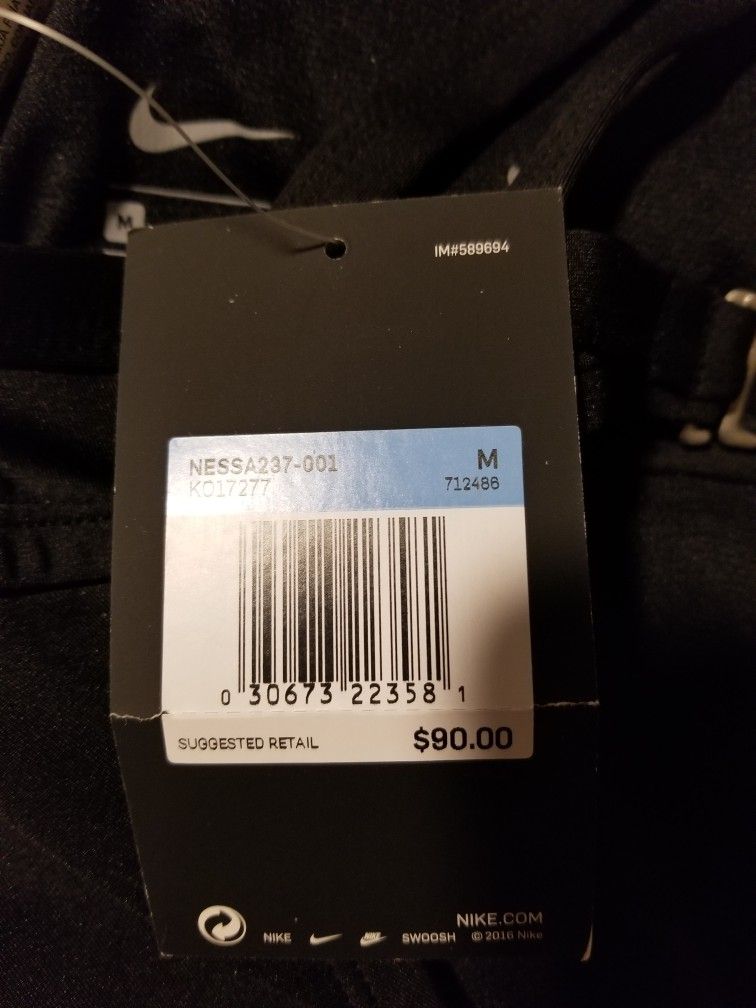 M
IM#589694
NESSA237-001
M
K017277
712486
0 30673 22358 1
SUGGESTED RETAIL
$90.00
NIKE.COM
NIKE NIKE SWOOSH © 2016 Nike